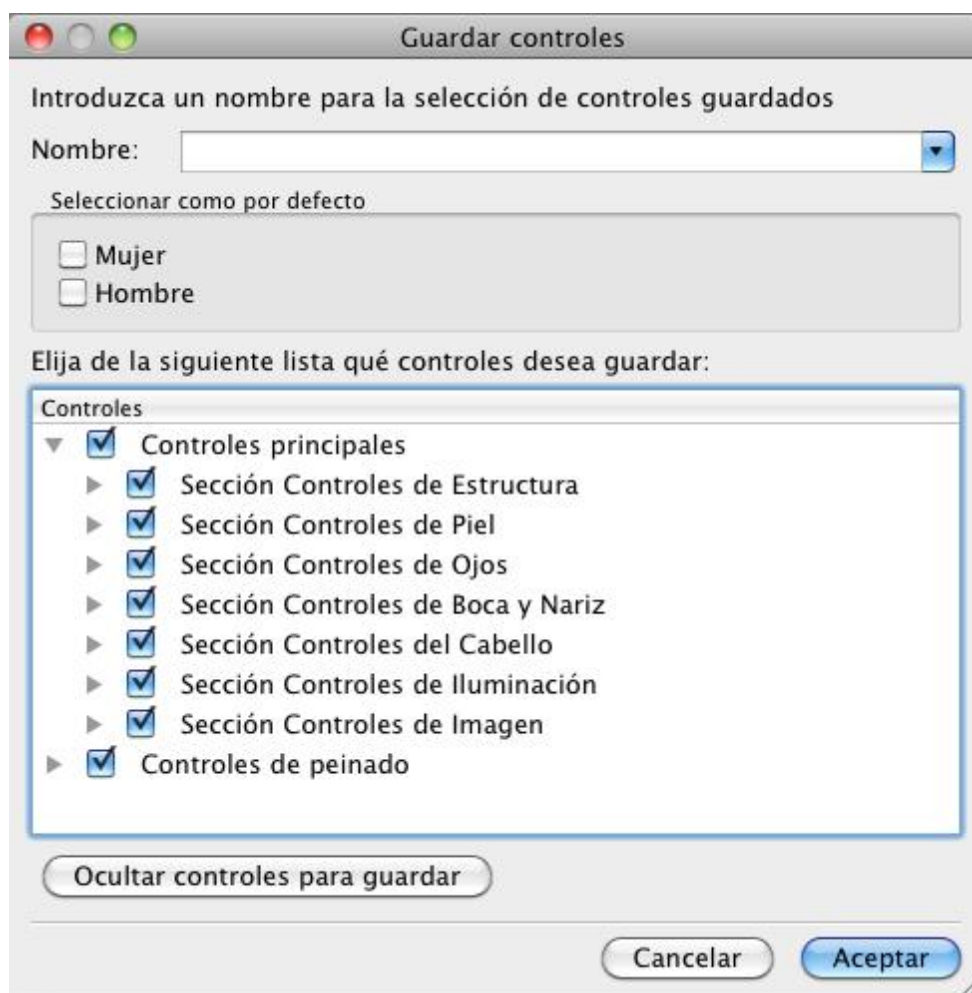 Guardar controles
Introduzca un nombre para la selección de controles guardados
Nombre:
Seleccionar como por defecto
Mujer
Hombre
Elija de la siguiente lista qué controles desea guardar:
Controles
Controles principales
Sección Controles de Estructura
Sección Controles de Piel
Sección Controles de Ojos
Sección Controles de Boca y Nariz
Sección Controles del Cabello
Sección Controles de Iluminación
Sección Controles de Imagen
Controles de peinado
Ocultar controles para guardar
Cancelar
Aceptar